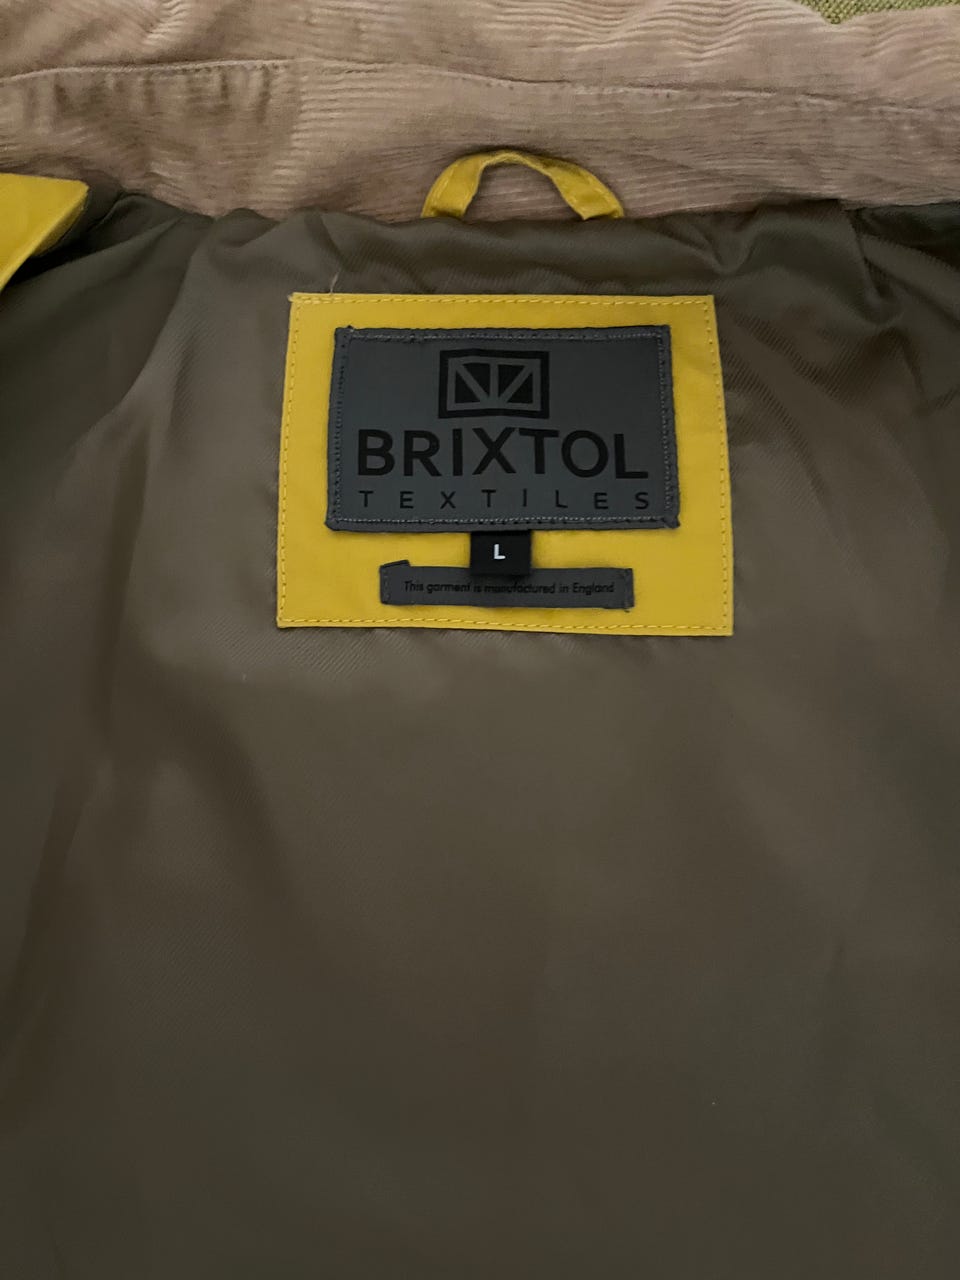 BRIXTOL
TEXTILES
L
This garment is manufactured in England